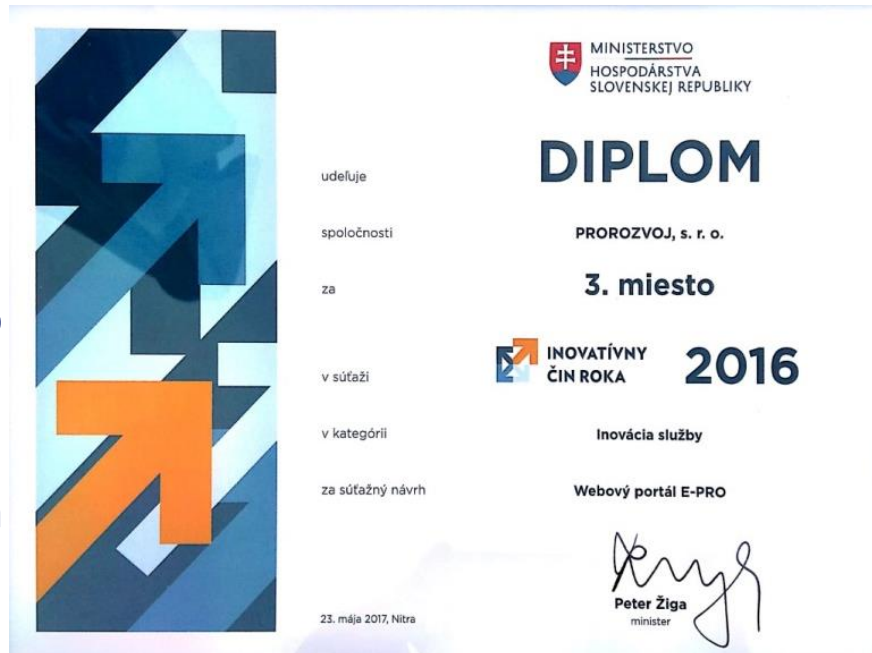 MINISTERSTVO
HOSPODÁRSTVA
SLOVENSKEJ REPUBLIKY
udeľuje DIPLOM
spoločnosti PROROZVOJ, s. r. o.
za 3. miesto
v súťaži INOVATÍVNY ČIN ROKA 2016
v kategórii Inovácia služby
za súťažný návrh Webový portál E-PRO
Peter Žiga
minister
23. mája 2017, Nitra